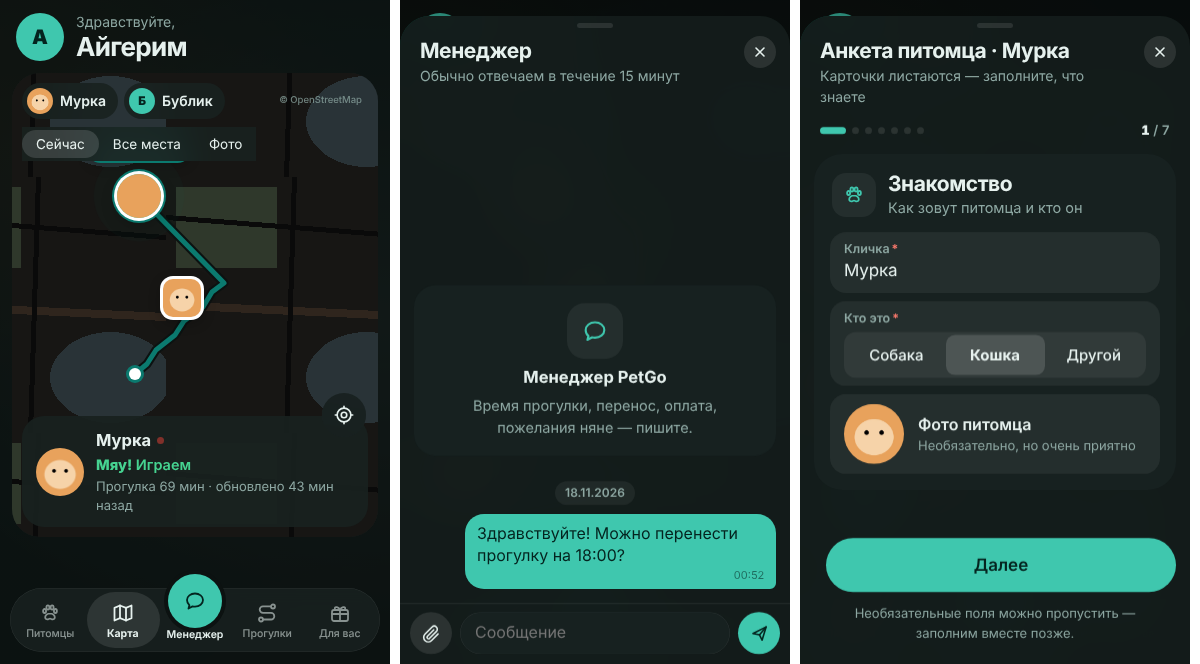 А
Здравствуйте,
Айгерим
Мурка
Б Бублик
© OpenStreetMap
Сейчас Все места Фото
Мурка
Мяу! Играем
Прогулка 69 мин · обновлено 43 мин
назад
Питомцы Карта Менеджер Прогулки Для вас
Менеджер
Обычно отвечаем в течение 15 минут
Менеджер PetGo
Время прогулки, перенос, оплата,
пожелания няне — пишите.
18.11.2026
Здравствуйте! Можно перенести
прогулку на 18:00?
00:52
Сообщение
Анкета питомца · Мурка
Карточки листаются — заполните, что
знаете
1 / 7
Знакомство
Как зовут питомца и кто он
Кличка *
Мурка
Кто это *
Собака Кошка Другой
Фото питомца
Необязательно, но очень приятно
Далее
Необязательные поля можно пропустить —
заполним вместе позже.